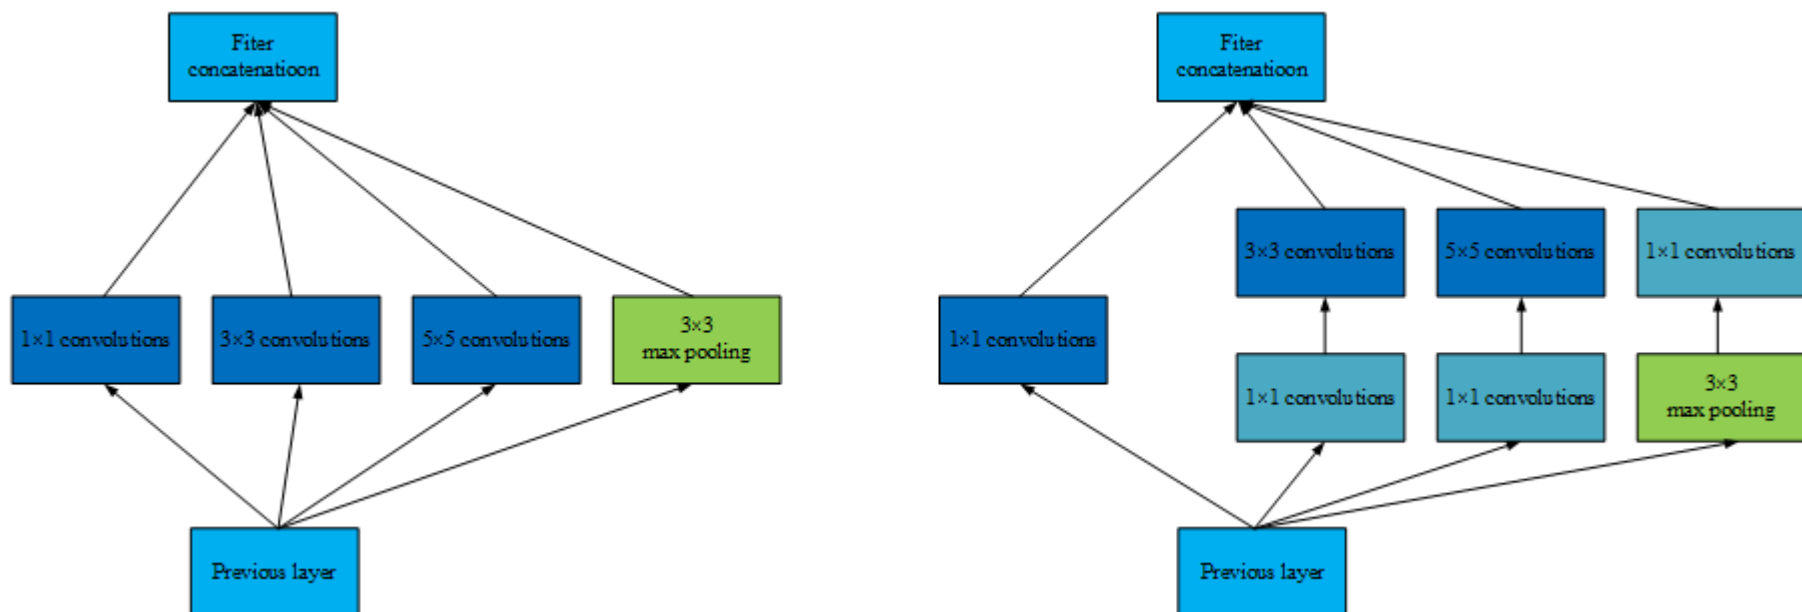 Fiter
concatenatioon
1×1 convolutions
3×3 convolutions
5×5 convolutions
3×3
max pooling
Previous layer
Fiter
concatenatioon
3×3 convolutions
5×5 convolutions
1×1 convolutions
1×1 convolutions
1×1 convolutions
1×1 convolutions
3×3
max pooling
Previous layer